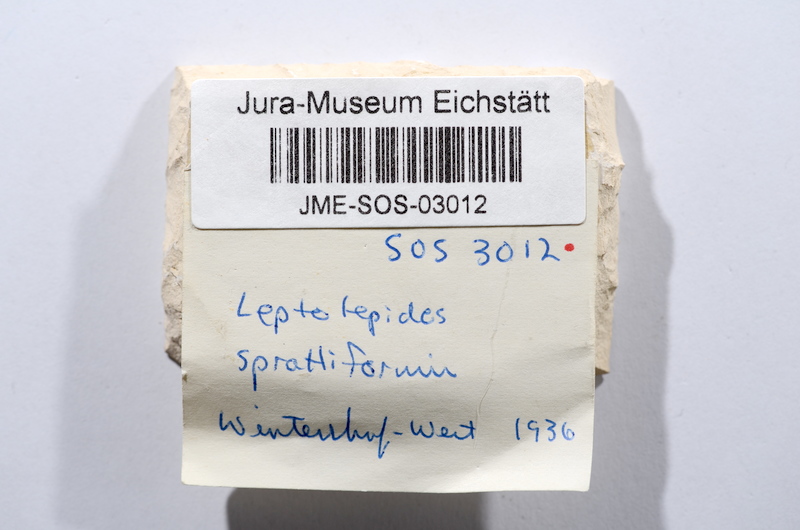 Jura-Museum Eichstätt
JME-SOS-03012
SOS 3012
Leptolepides
sprattiformis
Wintershof-West 1936